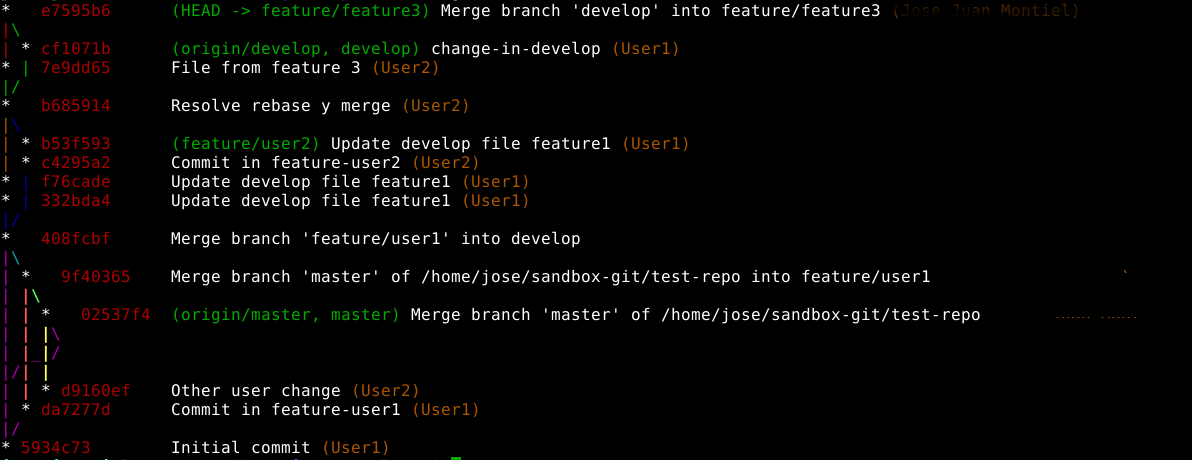 * e7595b6 (HEAD -> feature/feature3) Merge branch 'develop' into feature/feature3 (Jose Juan Montiel)
|\
| * cf1071b (origin/develop, develop) change-in-develop (User1)
* | 7e9dd65 File from feature 3 (User2)
|/
* b685914 Resolve rebase y merge (User2)
|\
| * b53f593 (feature/user2) Update develop file feature1 (User1)
| * c4295a2 Commit in feature-user2 (User2)
* | f76cade Update develop file feature1 (User1)
* | 332bda4 Update develop file feature1 (User1)
|/
* 408fcbf Merge branch 'feature/user1' into develop
|\
| * 9f40365 Merge branch 'master' of /home/jose/sandbox-git/test-repo into feature/user1
| |\
| | * 02537f4 (origin/master, master) Merge branch 'master' of /home/jose/sandbox-git/test-repo
| | |\
| |_|/
|/| |
| | * d9160ef Other user change (User2)
| * da7277d Commit in feature-user1 (User1)
|/
* 5934c73 Initial commit (User1)